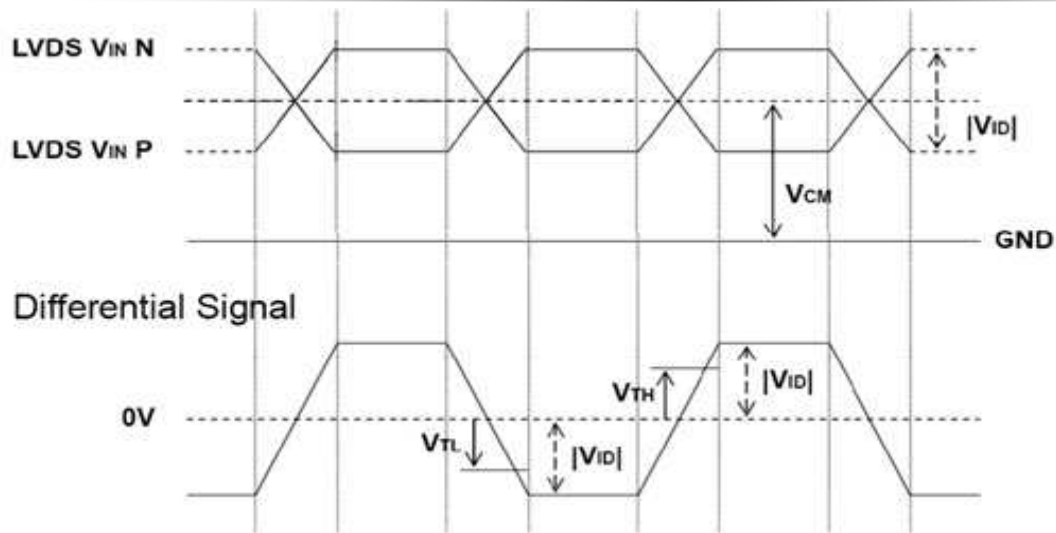 LVDS VIN N
LVDS VIN P
|VID|
VCM
GND
Differential Signal
VTH
|VID|
0V
VTL
|VID|